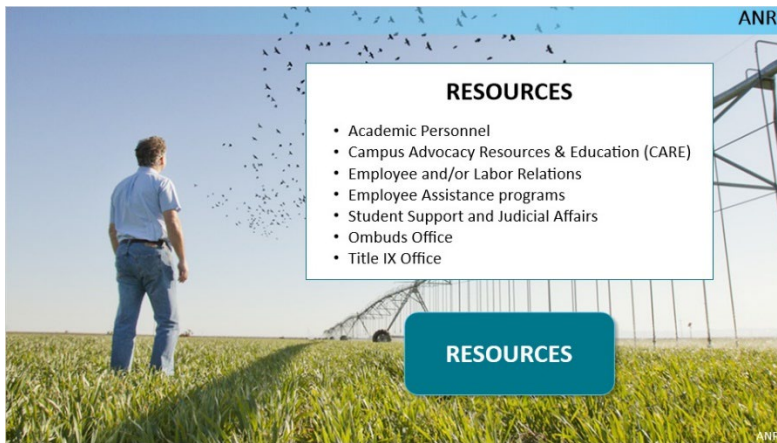 ANR
RESOURCES
• Academic Personnel
• Campus Advocacy Resources & Education (CARE)
• Employee and/or Labor Relations
• Employee Assistance programs
• Student Support and Judicial Affairs
• Ombuds Office
• Title IX Office
RESOURCES
ANR